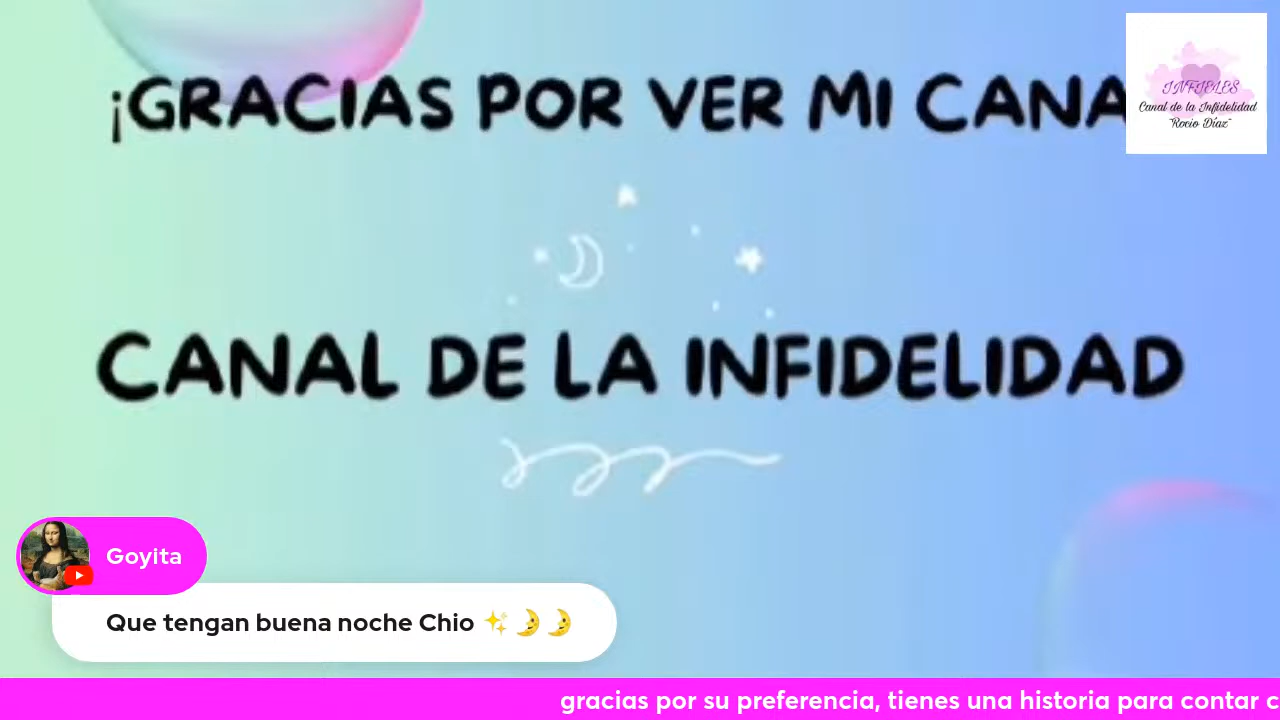 ¡GRACIAS POR VER MI CANA
INFIELES
Canal de la Infidelidad
"Rocio Díaz"
CANAL DE LA INFIDELIDAD
Goyita
Que tengan buena noche Chio ✨🌛🌛
gracias por su preferencia, tienes una historia para contar c